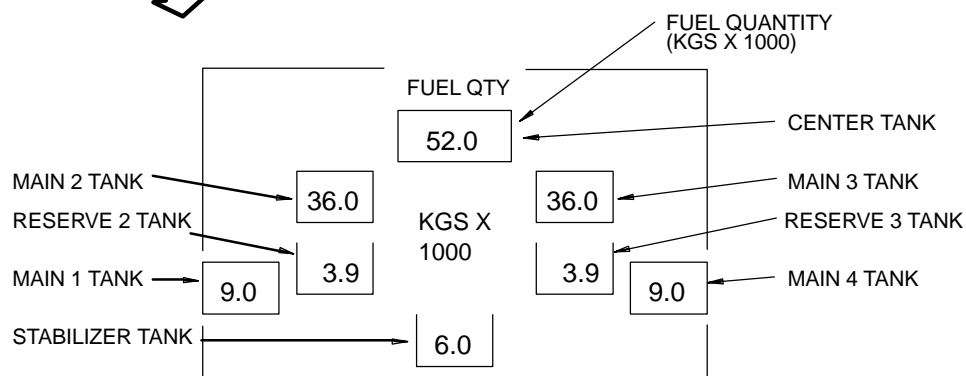 FUEL QUANTITY
(KGS X 1000)
FUEL QTY
52.0
CENTER TANK
MAIN 2 TANK
36.0
36.0
MAIN 3 TANK
RESERVE 2 TANK
KGS X
1000
RESERVE 3 TANK
3.9
3.9
MAIN 1 TANK
9.0
9.0
MAIN 4 TANK
STABILIZER TANK
6.0